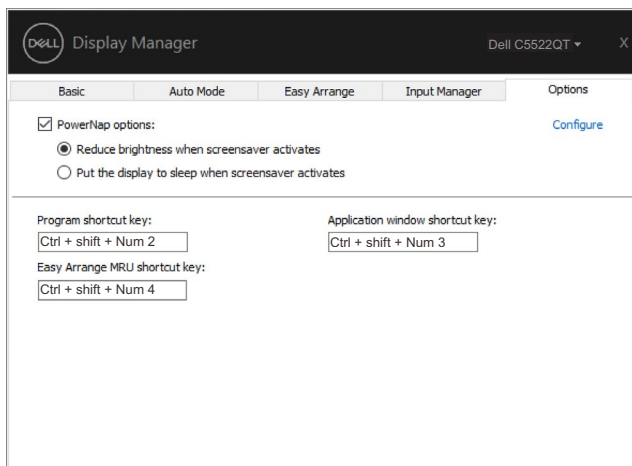 DELL Display Manager
Dell C5522QT
X
Basic
Auto Mode
Easy Arrange
Input Manager
Options
PowerNap options:
Configure
Reduce brightness when screensaver activates
Put the display to sleep when screensaver activates
Program shortcut key:
Application window shortcut key:
Ctrl + shift + Num 2
Ctrl + shift + Num 3
Easy Arrange MRU shortcut key:
Ctrl + shift + Num 4